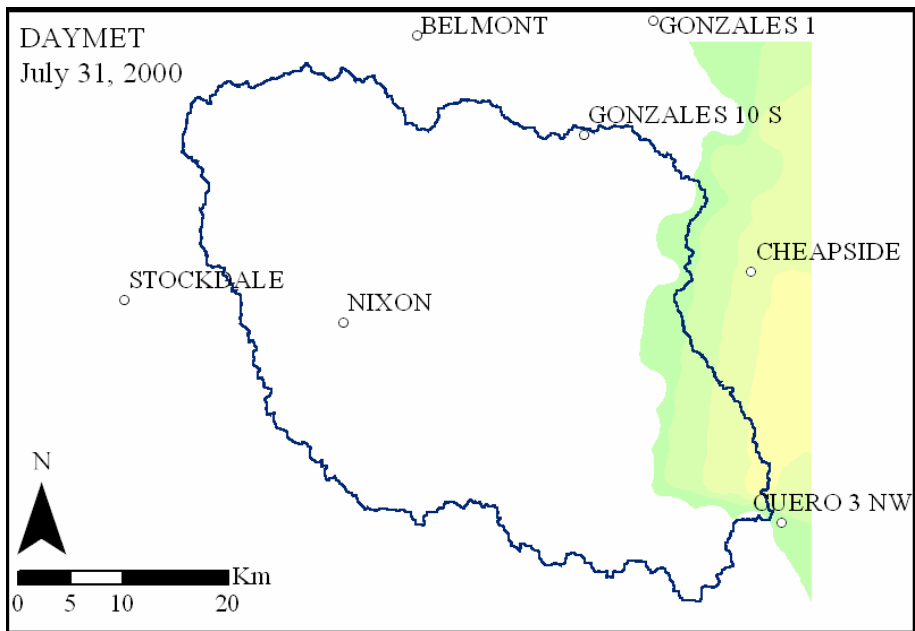 DAYMET
July 31, 2000
BELMONT
GONZALES 1
GONZALES 10 S
CHEAPSIDE
STOCKDALE
NIXON
CUERO 3 NW
N
Km
0 5 10 20